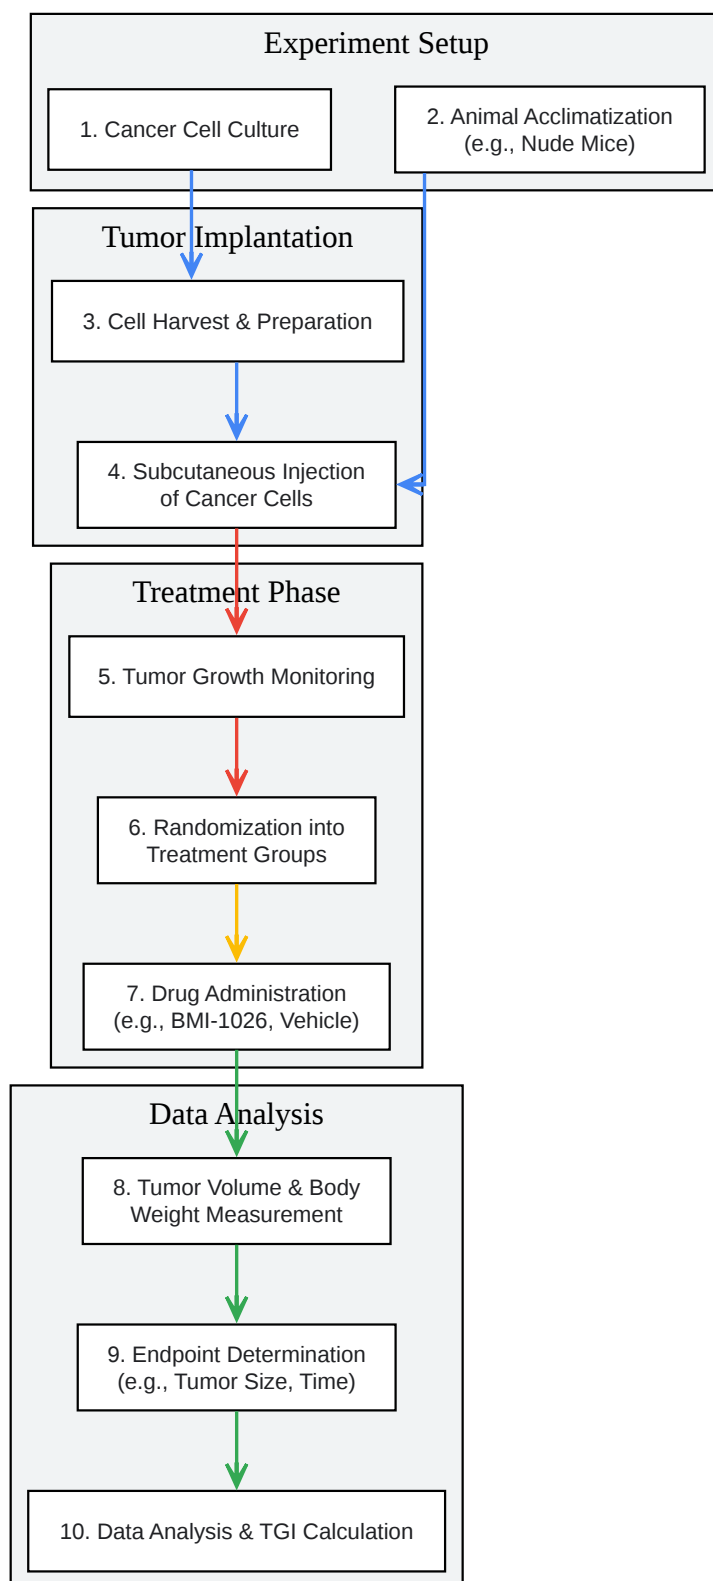 Experiment Setup
1. Cancer Cell Culture
2. Animal Acclimatization
(e.g., Nude Mice)
Tumor Implantation
3. Cell Harvest & Preparation
4. Subcutaneous Injection
of Cancer Cells
Treatment Phase
5. Tumor Growth Monitoring
6. Randomization into
Treatment Groups
7. Drug Administration
(e.g., BMI-1026, Vehicle)
Data Analysis
8. Tumor Volume & Body
Weight Measurement
9. Endpoint Determination
(e.g., Tumor Size, Time)
10. Data Analysis & TGI Calculation